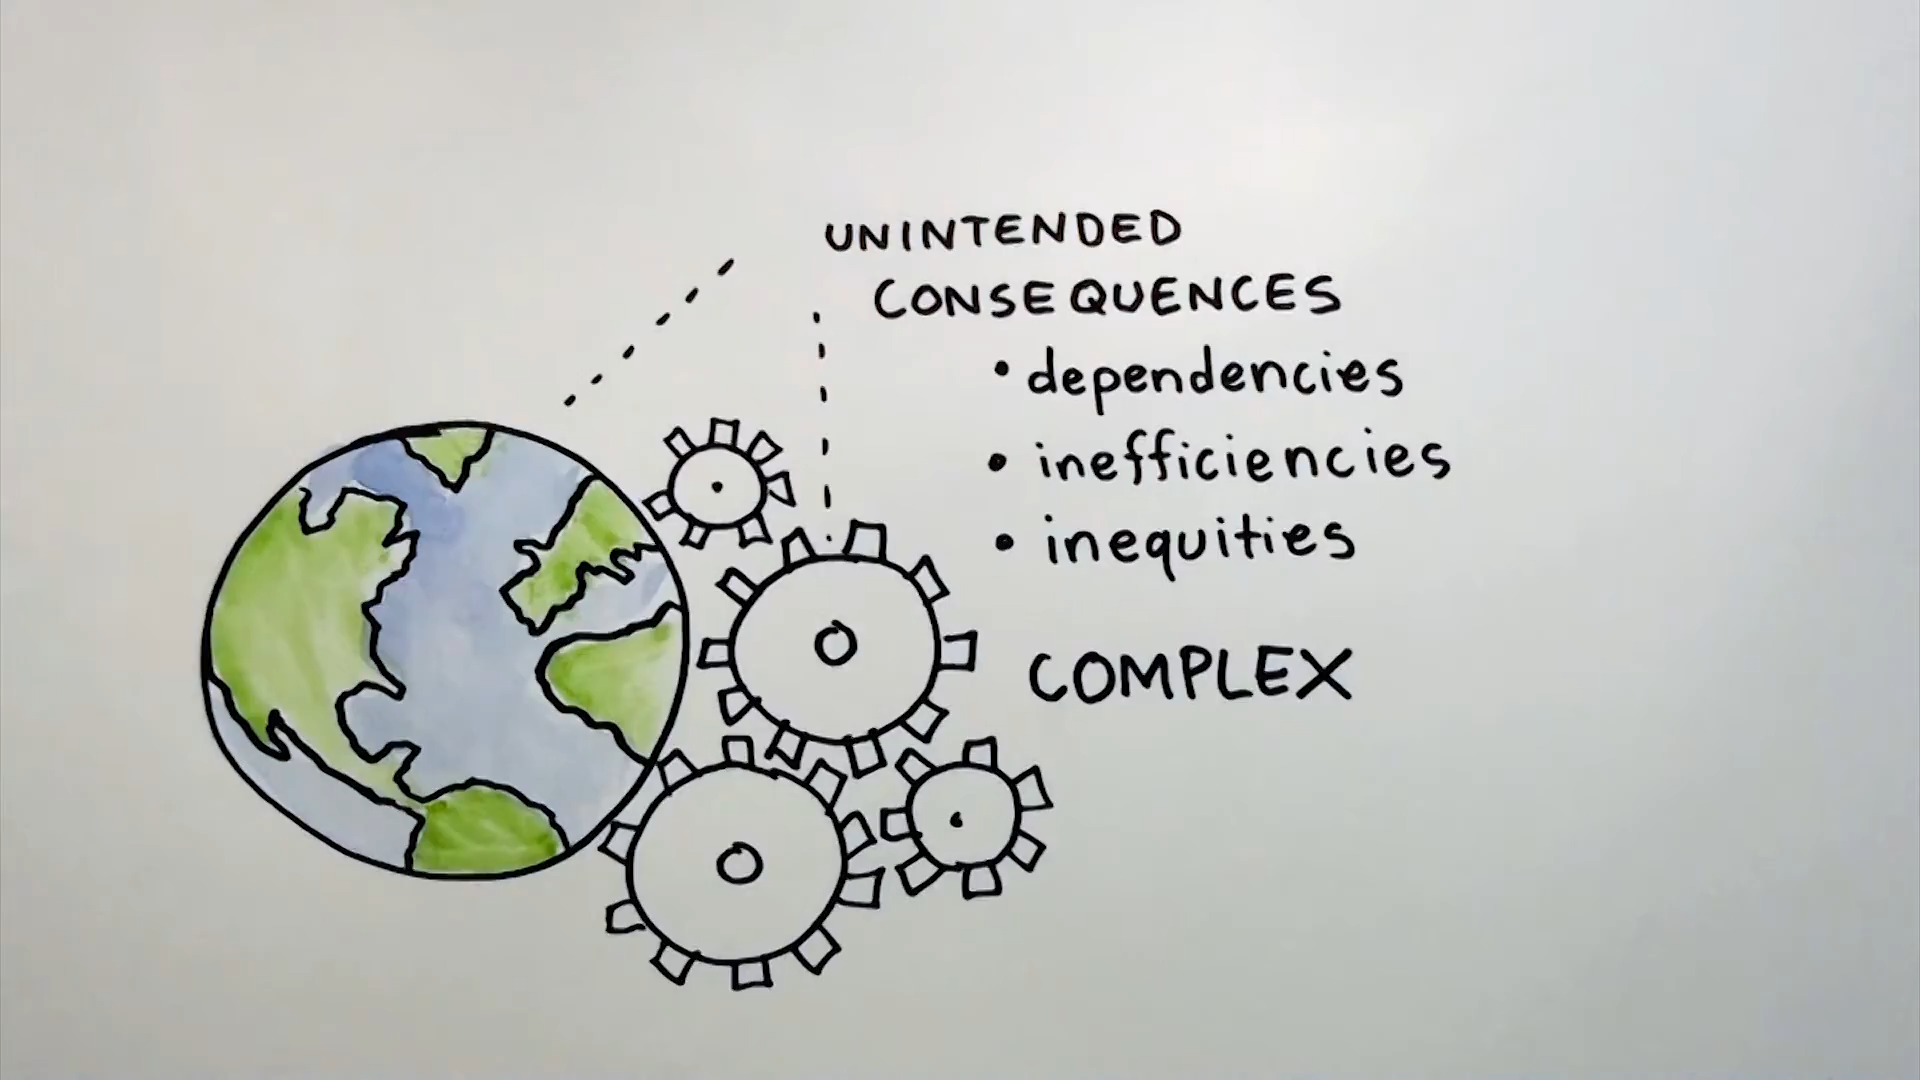 UNINTENDED
CONSEQUENCES
• dependencies
• inefficiencies
• inequities
COMPLEX